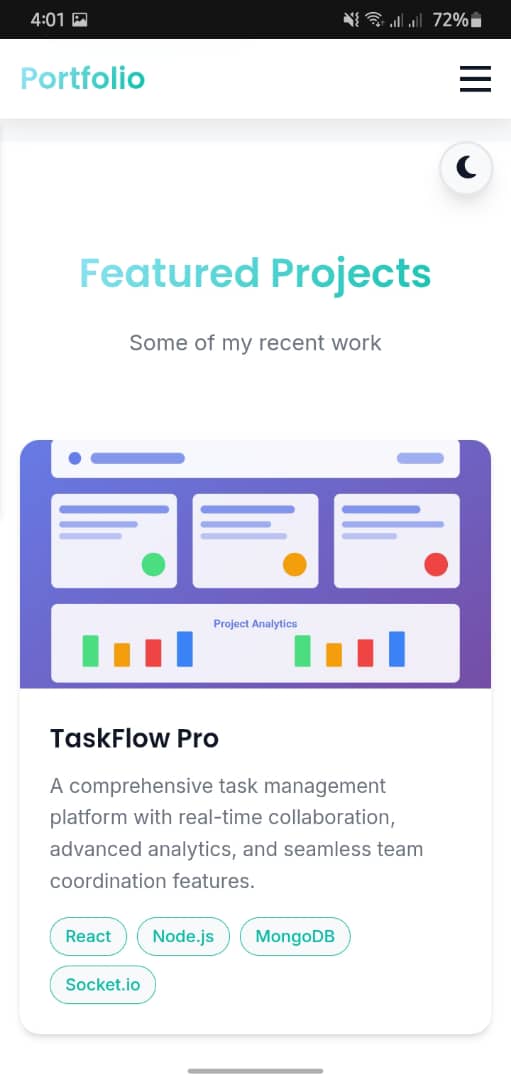 4:01 72%
Portfolio
Featured Projects
Some of my recent work
Project Analytics
TaskFlow Pro
A comprehensive task management
platform with real-time collaboration,
advanced analytics, and seamless team
coordination features.
React Node.js MongoDB
Socket.io